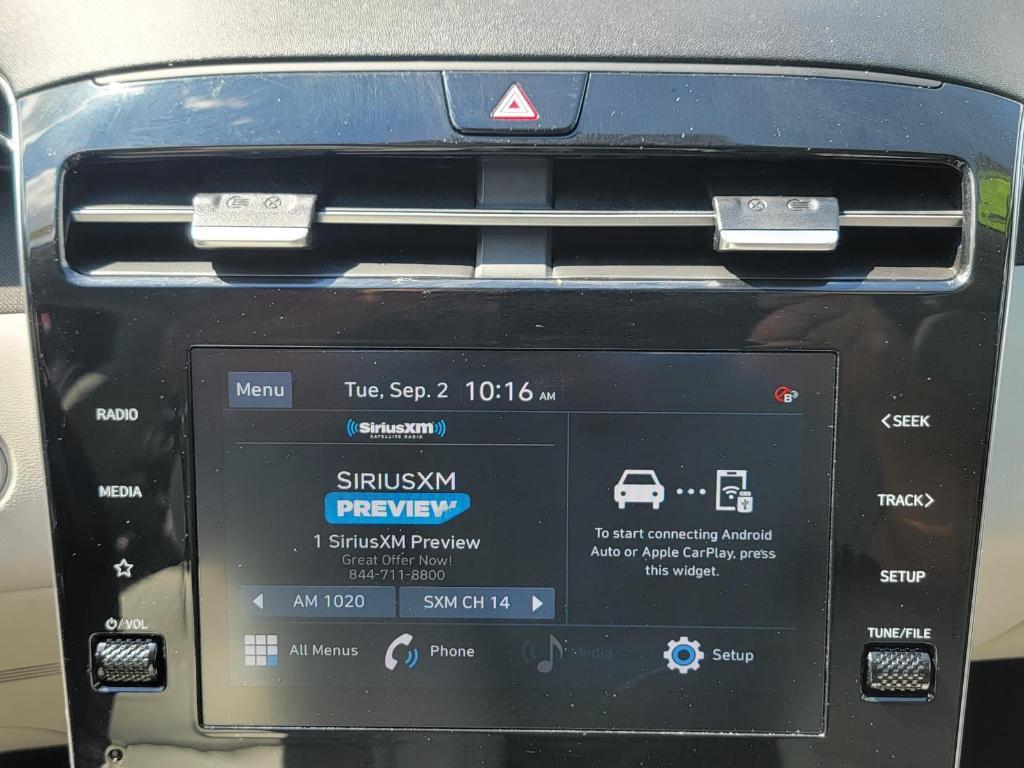 Menu
Tue, Sep. 2 10:16 AM
B
SiriusXM
SATELLITE RADIO
SIRIUSXM
PREVIEW
1 SiriusXM Preview
Great Offer Now!
844-711-8800
AM 1020
SXM CH 14
To start connecting Android
Auto or Apple CarPlay, press
this widget.
All Menus
Phone
Media
Setup
RADIO
MEDIA
/VOL
<SEEK
TRACK>
SETUP
TUNE/FILE